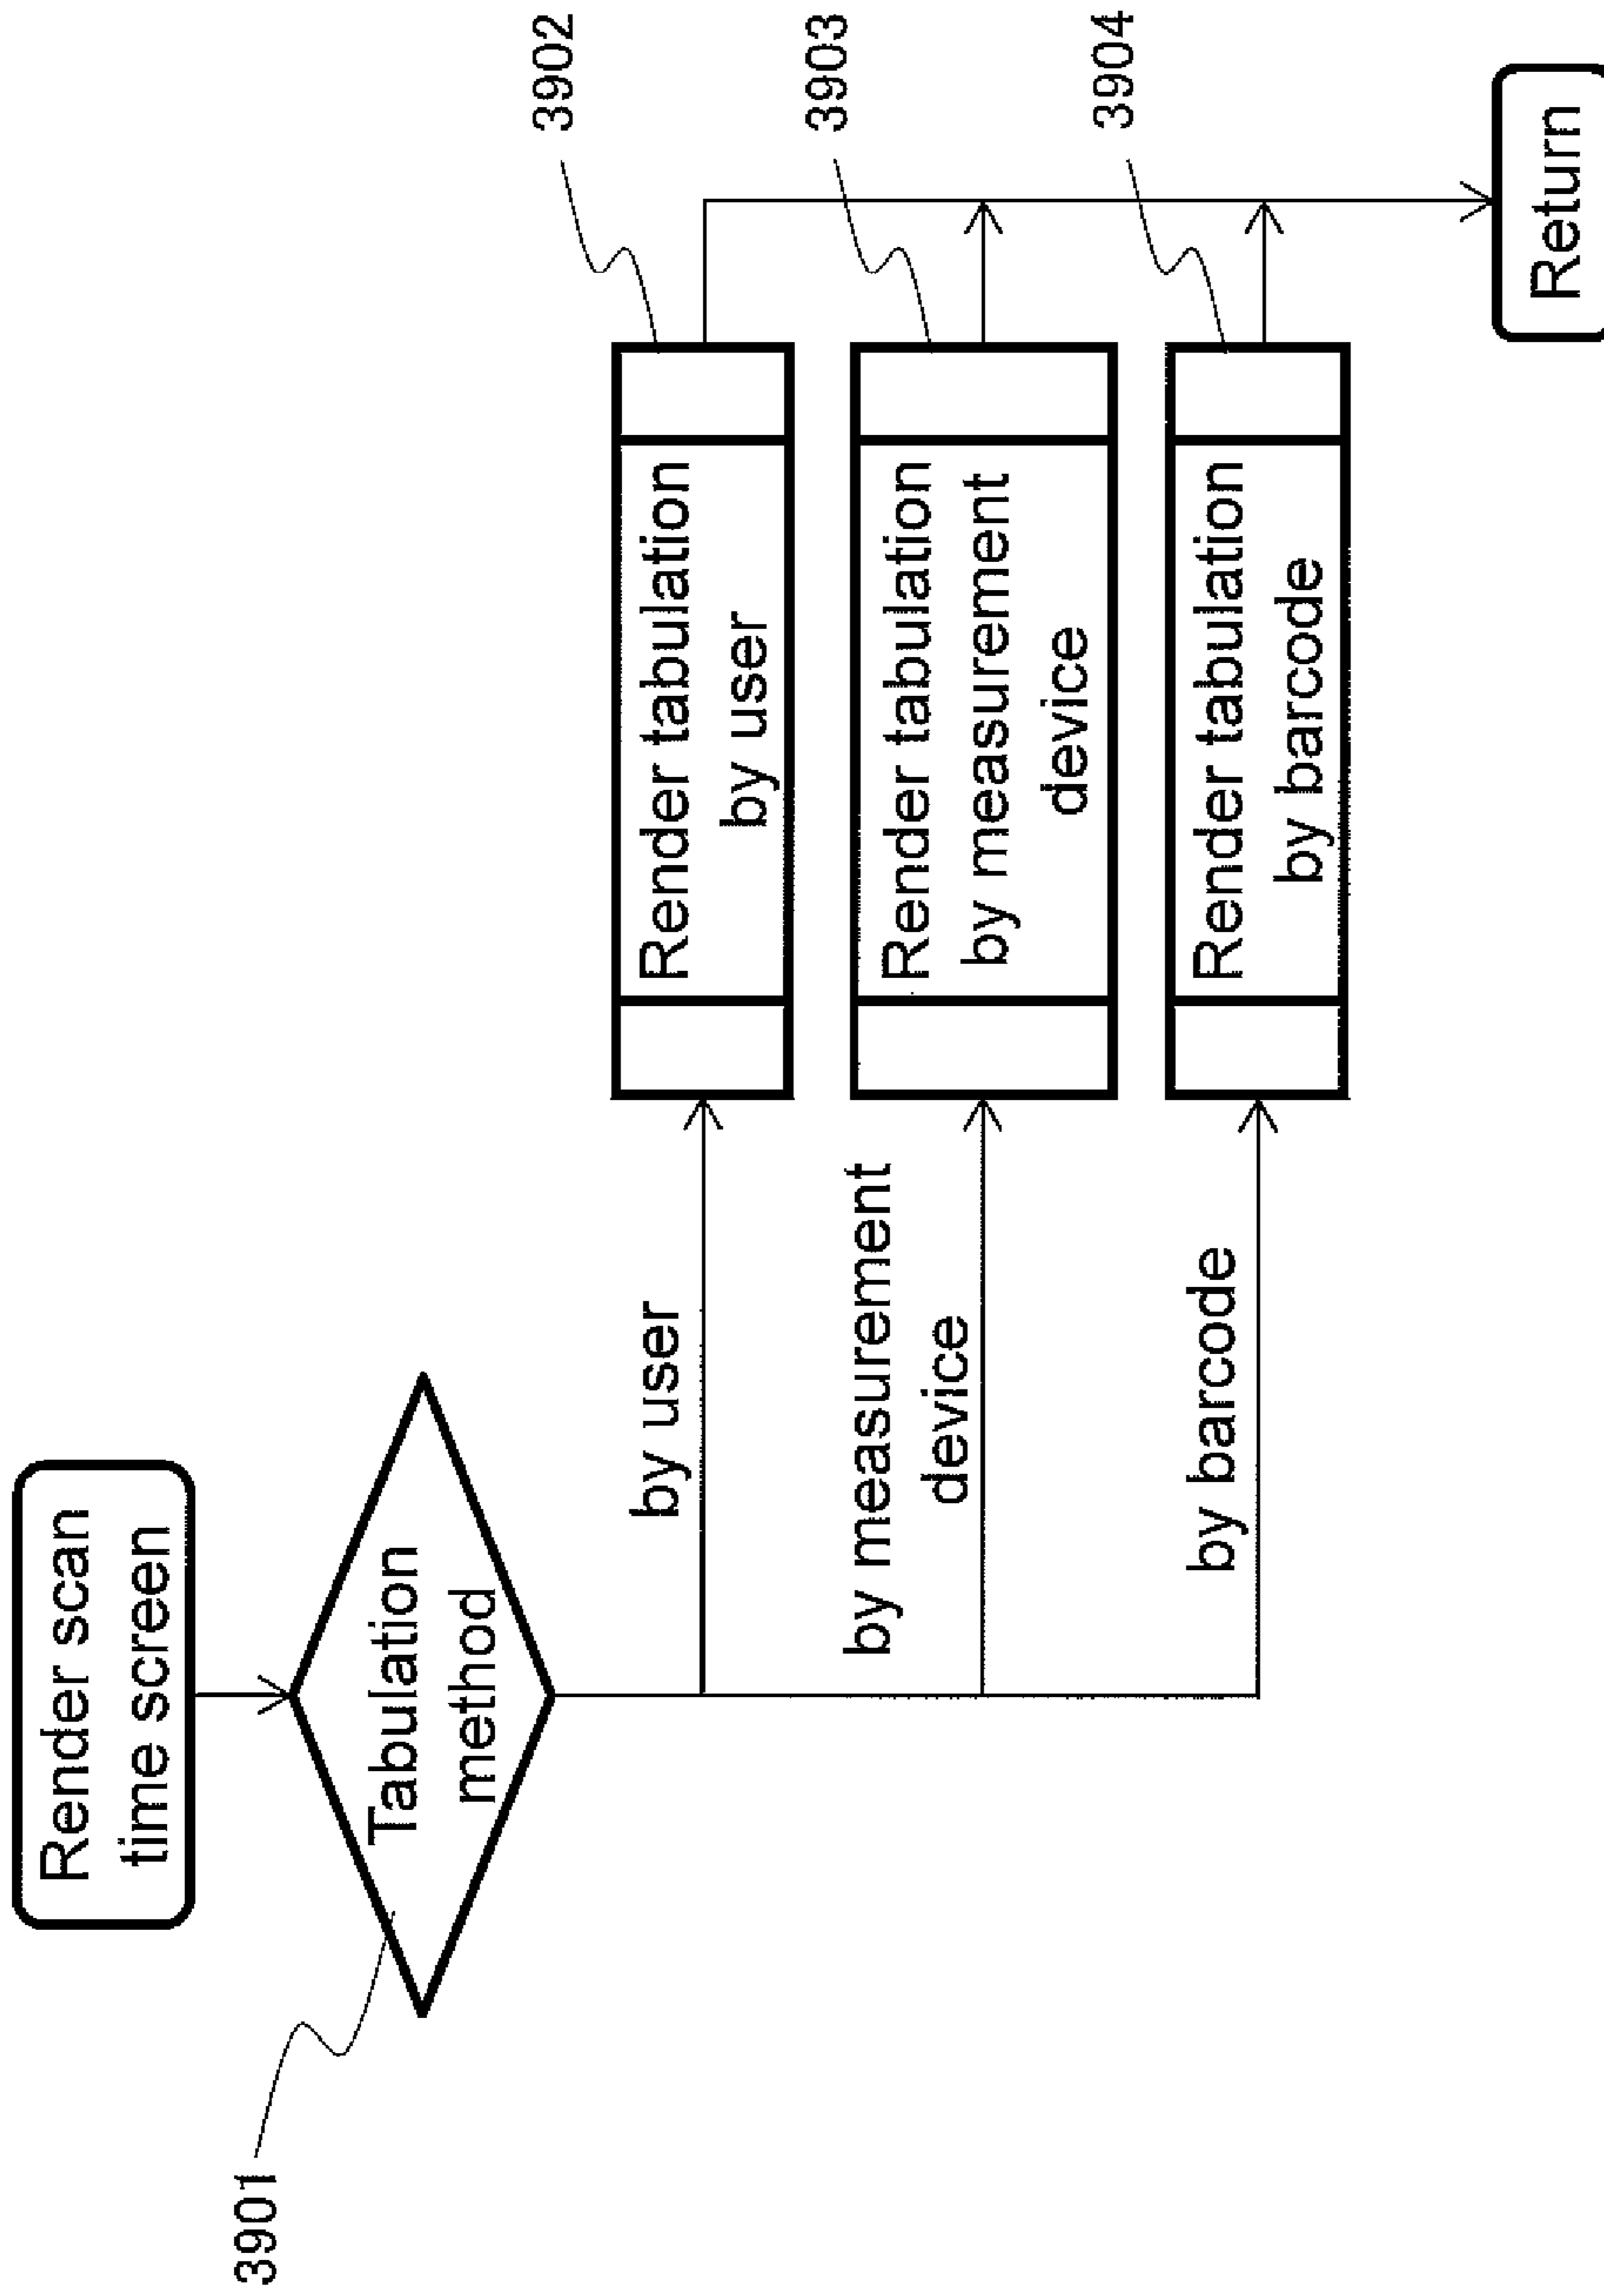 Render scan
time screen
3901
Tabulation
method
by user
Render tabulation
by user
3902
by measurement
device
Render tabulation
by measurement
device
3903
by barcode
Render tabulation
by barcode
3904
Return